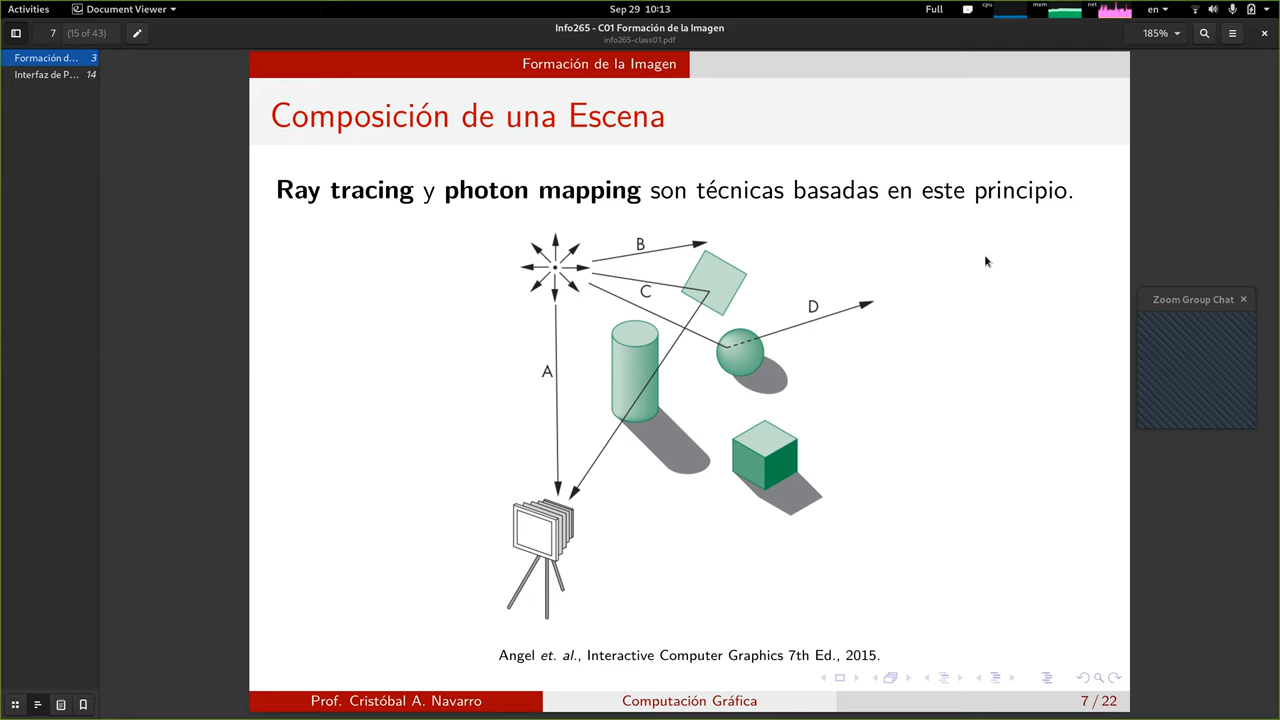 Activities
Document Viewer
Sep 29 10:13
Full
cpu
mem
net
en
7
(15 of 43)
Info265 - C01 Formación de la Imagen
info265-class01.pdf
185%
Formación d... 3
Interfaz de P... 14
Formación de la Imagen
Composición de una Escena
Ray tracing y photon mapping son técnicas basadas en este principio.
B
C
D
A
Zoom Group Chat
Angel et. al., Interactive Computer Graphics 7th Ed., 2015.
Prof. Cristóbal A. Navarro
Computación Gráfica
7 / 22